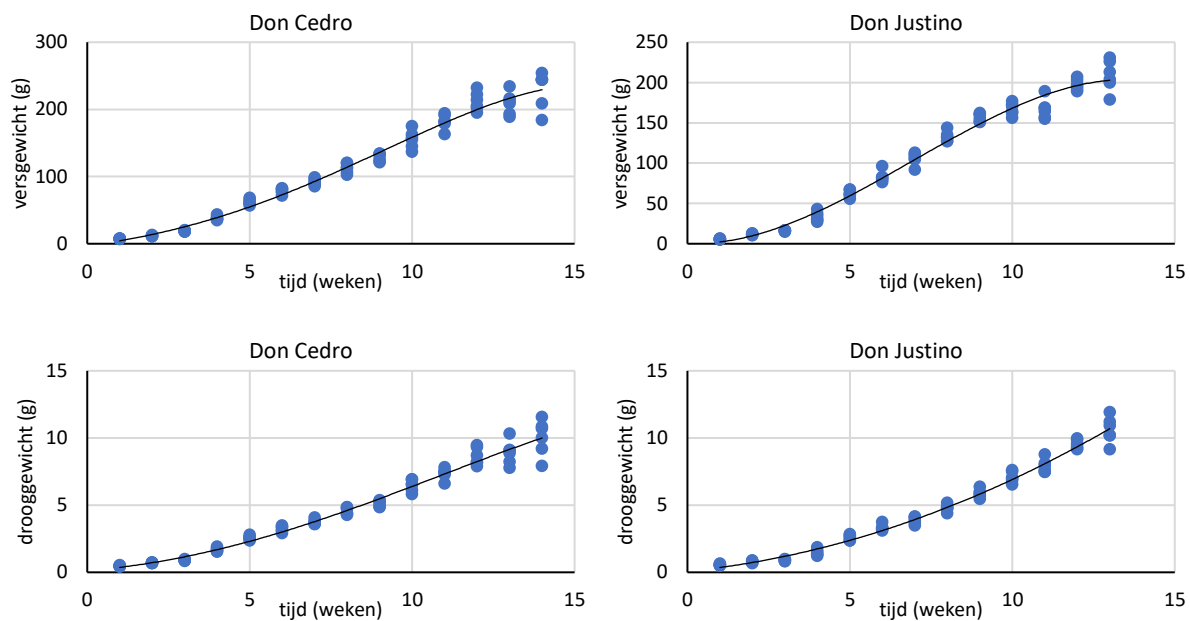 Don Cedro
versgewicht (g)
300
200
100
0
0 5 10 15
tijd (weken)
Don Justino
versgewicht (g)
250
200
150
100
50
0
0 5 10 15
tijd (weken)
Don Cedro
drooggewicht (g)
15
10
5
0
0 5 10 15
tijd (weken)
Don Justino
drooggewicht (g)
15
10
5
0
0 5 10 15
tijd (weken)